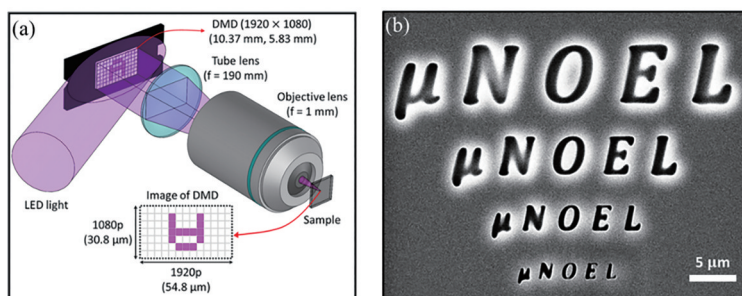 (a)
DMD (1920 × 1080)
(10.37 mm, 5.83 mm)
Tube lens
(f = 190 mm)
Objective lens
(f = 1 mm)
LED light
Image of DMD
Sample
1080p
(30.8 μm)
1920p
(54.8 μm)
(b)
μNOEL
μNOEL
μNOEL
μNOEL
5 μm